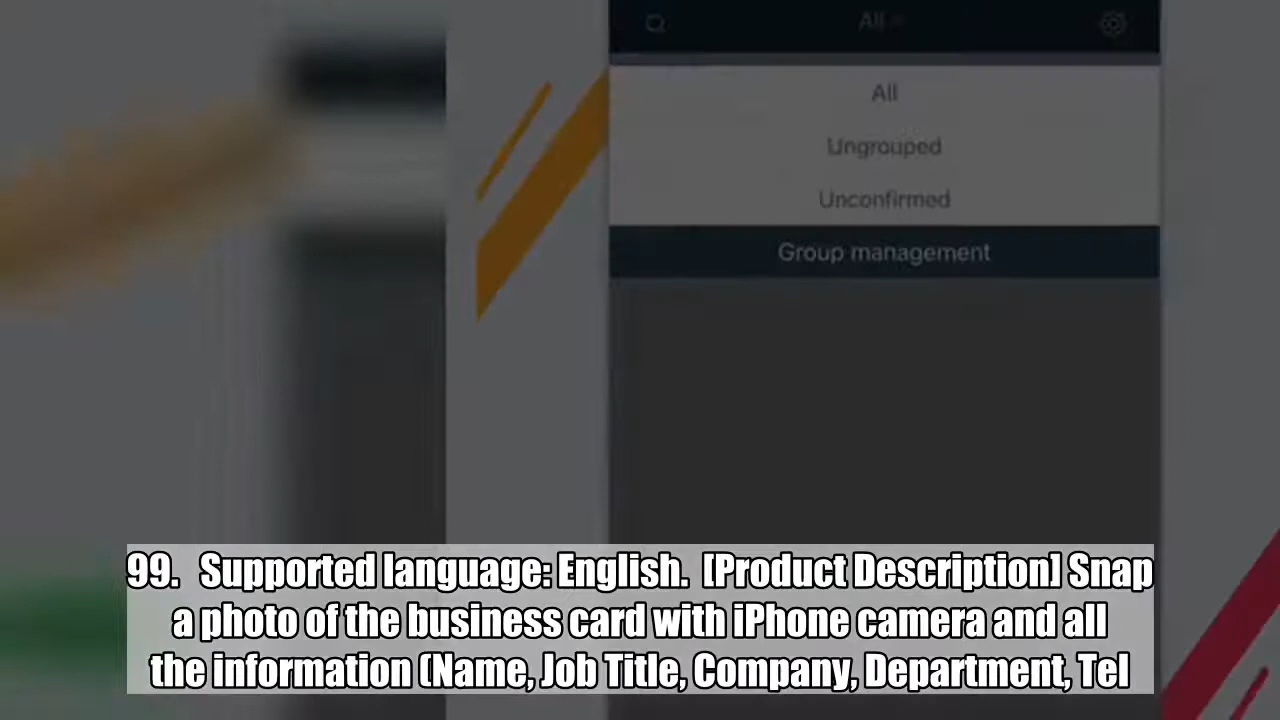 All
All
Ungrouped
Unconfirmed
Group management
99. Supported language: English. [Product Description] Snap
a photo of the business card with iPhone camera and all
the information (Name, Job Title, Company, Department, Tel